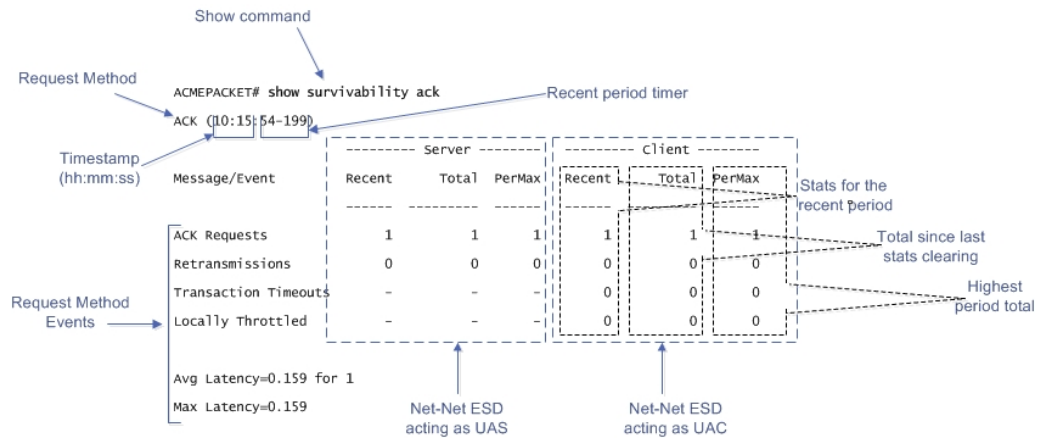 Show command
Request Method
ACMEPACKET# show survivability ack
Recent period timer
ACK (10:15:54-199)
Timestamp
(hh:mm:ss)
-------- Server ------- -------- Client --------
Message/Event Recent Total PerMax Recent Total PerMax
Stats for the
recent period
------ --------- ------ ------ --------- ------
ACK Requests 1 1 1 1 1 1
Total since last
stats clearing
Retransmissions 0 0 0 0 0 0
Transaction Timeouts - - - 0 0 0
Highest
period total
Request Method
Events
Locally Throttled - - - 0 0 0
Avg Latency=0.159 for 1
Max Latency=0.159
Net-Net ESD
acting as UAS
Net-Net ESD
acting as UAC